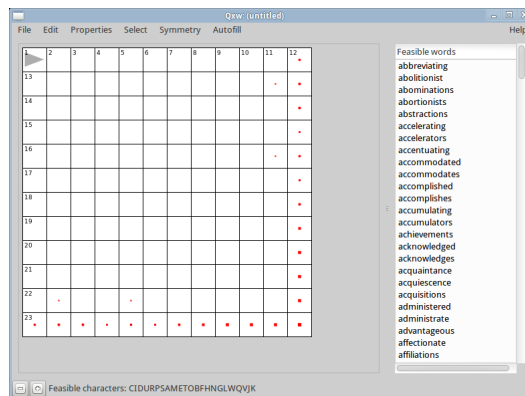 Qxw: (untitled)
File Edit Properties Select Symmetry Autofill Help
1 2 3 4 5 6 7 8 9 10 11 12
13
14
15
16
17
18
19
20
21
22
23
Feasible words
abbreviating
abolitionist
abominations
abortionists
abstractions
accelerating
accelerators
accentuating
accommodated
accommodates
accomplished
accomplishes
accumulating
accumulators
achievements
acknowledged
acknowledges
acquaintance
acquiescence
acquisitions
administered
administrate
advantageous
affectionate
affiliations
Feasible characters: CIDURPSAMETOBFHNGLWQVJK